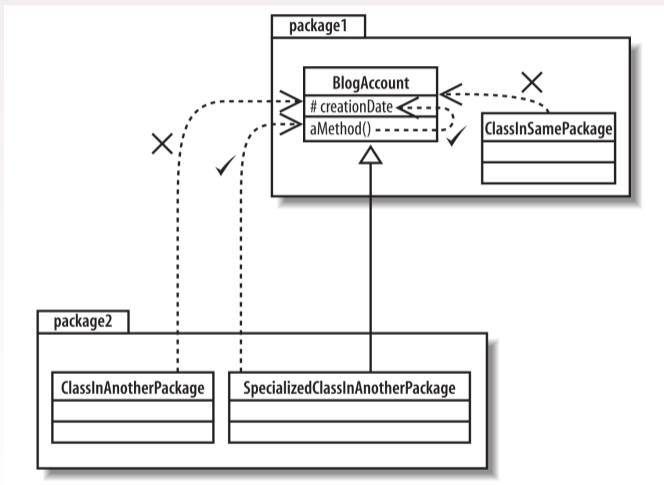 package1
BlogAccount
# creationDate
aMethod()
ClassInSamePackage
package2
ClassInAnotherPackage
SpecializedClassInAnotherPackage